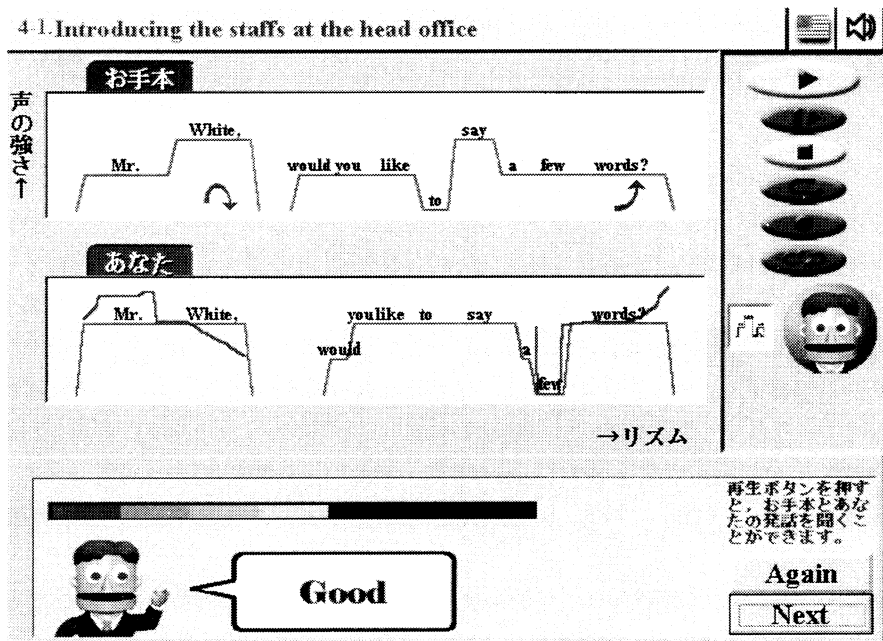 4-1. Introducing the staffs at the head office
お手本
声の強さ↑
Mr. White, would you like to say a few words?
あなた
Mr. White, would you like to say a few words?
→リズム
再生ボタンを押す
と，お手本とあな
たの発話を聞くこ
とができます。
Good
Again
Next